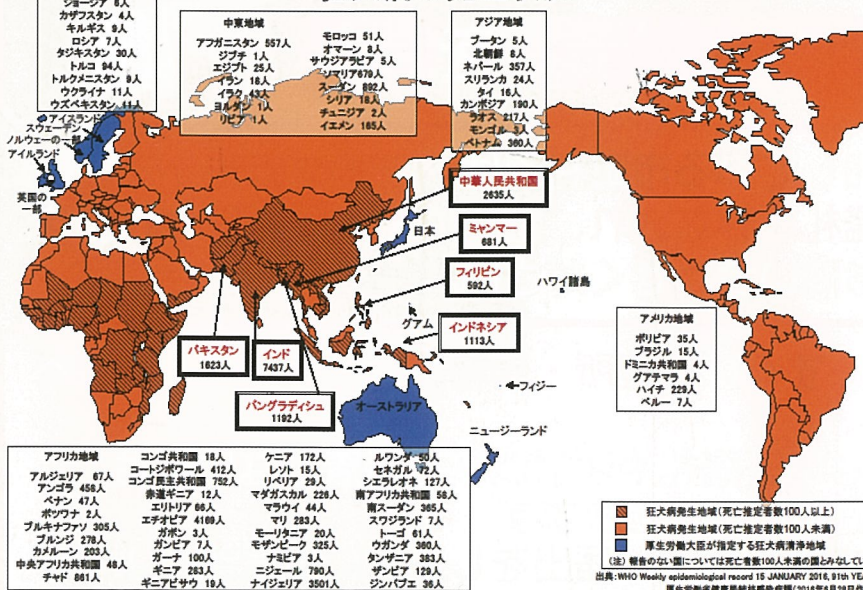 ジョージア 6人
カザフスタン 4人
キルギス 9人
ロシア 7人
タジキスタン 30人
トルコ 94人
トルクメニスタン 9人
ウクライナ 11人
ウズベキスタン 11人
中東地域
アフガニスタン 557人
ジブチ 1人
エジプト 25人
イラン 18人
イラク 43人
ヨルダン 1人
リビア 1人
モロッコ 51人
オマーン 8人
サウジアラビア 5人
ソマリア679人
スーダン 892人
シリア 18人
チュニジア 2人
イエメン 165人
アジア地域
ブータン 5人
北朝鮮 6人
ネパール 357人
スリランカ 24人
タイ 16人
カンボジア 190人
ラオス 217人
モンゴル 3人
ベトナム 360人
アイスランド
スウェーデン
ノルウェーの一部
アイルランド
英国の
一部
中華人民共和国
2635人
日本
ミャンマー
681人
フィリピン
592人
ハワイ諸島
グアム
インドネシア
1113人
パキスタン
1623人
インド
7437人
バングラディシュ
1192人
オーストラリア
フィジー
ニュージーランド
アメリカ地域
ボリビア 35人
ブラジル 15人
ドミニカ共和国 4人
グアテマラ 4人
ハイチ 229人
ペルー 7人
アフリカ地域
アルジェリア 67人
アンゴラ 458人
ベナン 47人
ボツワナ 2人
ブルキナファソ 305人
ブルンジ 278人
カメルーン 203人
中央アフリカ共和国 48人
チャド 861人
コンゴ共和国 18人
コートジボワール 412人
コンゴ民主共和国 752人
赤道ギニア 12人
エリトリア 66人
エチオピア 4169人
ガボン 3人
ガンビア 7人
ガーナ 100人
ギニア 283人
ギニアビサウ 19人
ケニア 172人
レソト 15人
リベリア 29人
マダガスカル 226人
マラウイ 44人
マリ 283人
モーリタニア 20人
モザンビーク 325人
ナミビア 3人
ニジェール 790人
ナイジェリア 3501人
ルワンダ 50人
セネガル 72人
シエラレオネ 127人
南アフリカ共和国 58人
南スーダン 365人
スワジランド 7人
トーゴ 61人
ウガンダ 360人
タンザニア 383人
ザンビア 129人
ジンバブエ 36人
狂犬病発生地域(死亡推定者数100人以上)
狂犬病発生地域(死亡推定者数100人未満)
厚生労働大臣が指定する狂犬病清浄地域
(注) 報告のない国については死亡者数100人未満の国とみなしてい
出典:WHO Weekly epidemiological record 15 JANUARY 2016, 91th YE